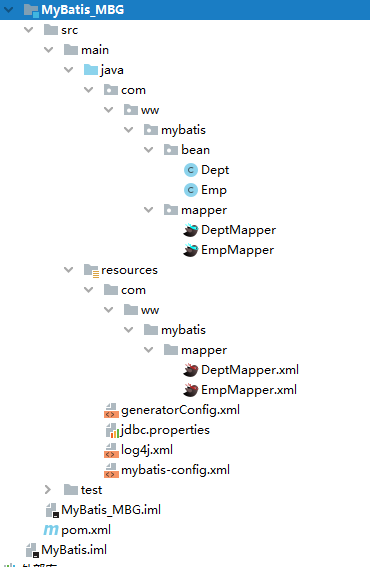 MyBatis_MBG
src
main
java
com
ww
mybatis
bean
Dept
Emp
mapper
DeptMapper
EmpMapper
resources
com
ww
mybatis
mapper
DeptMapper.xml
EmpMapper.xml
generatorConfig.xml
jdbc.properties
log4j.xml
mybatis-config.xml
test
MyBatis_MBG.iml
pom.xml
MyBatis.iml